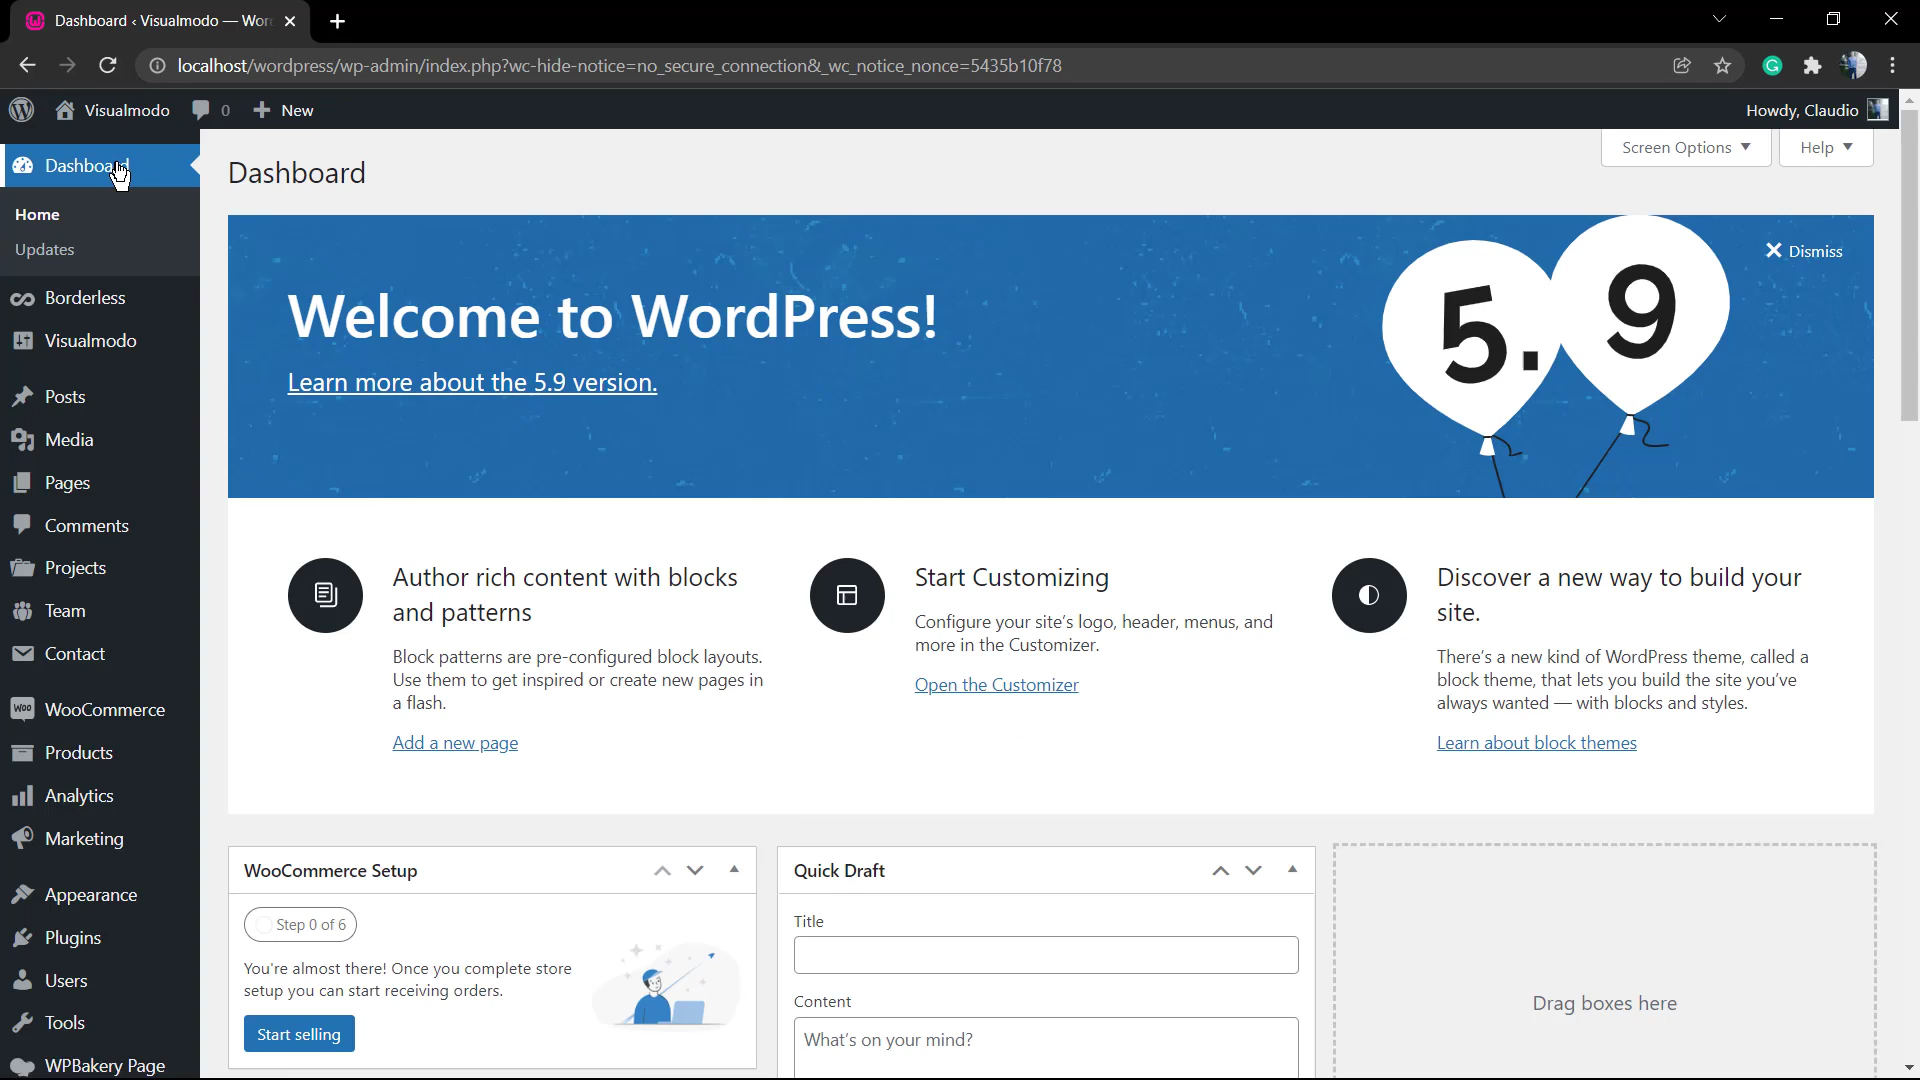 Dashboard ‹ Visualmodo — Wor
localhost/wordpress/wp-admin/index.php?wc-hide-notice=no_secure_connection&_wc_notice_nonce=5435b10f78
Visualmodo 0 New
Howdy, Claudio
Dashboard
Home
Updates
Borderless
Visualmodo
Posts
Media
Pages
Comments
Projects
Team
Contact
Woo WooCommerce
Products
Analytics
Marketing
Appearance
Plugins
Users
Tools
WPBakery Page
Screen Options
Help
Dashboard
Dismiss
Welcome to WordPress!
Learn more about the 5.9 version.
5.9
Author rich content with blocks
and patterns
Block patterns are pre-configured block layouts.
Use them to get inspired or create new pages in
a flash.
Add a new page
Start Customizing
Configure your site's logo, header, menus, and
more in the Customizer.
Open the Customizer
Discover a new way to build your
site.
There's a new kind of WordPress theme, called a
block theme, that lets you build the site you've
always wanted — with blocks and styles.
Learn about block themes
WooCommerce Setup
Step 0 of 6
You're almost there! Once you complete store
setup you can start receiving orders.
Start selling
Quick Draft
Title
Content
What's on your mind?
Drag boxes here